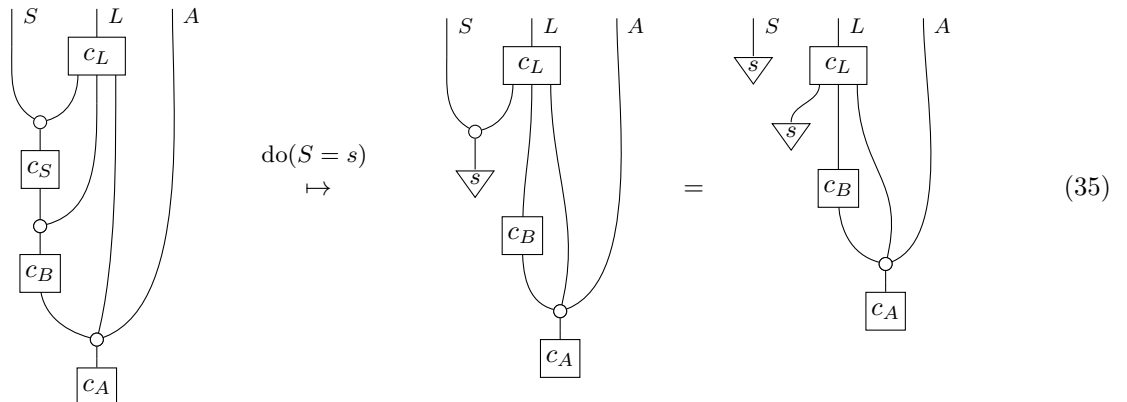 S L A S L A S L A
c_L c_L c_L
s
c_S do(S = s) s s
↦ = (35)
c_B
c_B c_B
c_A c_A c_A